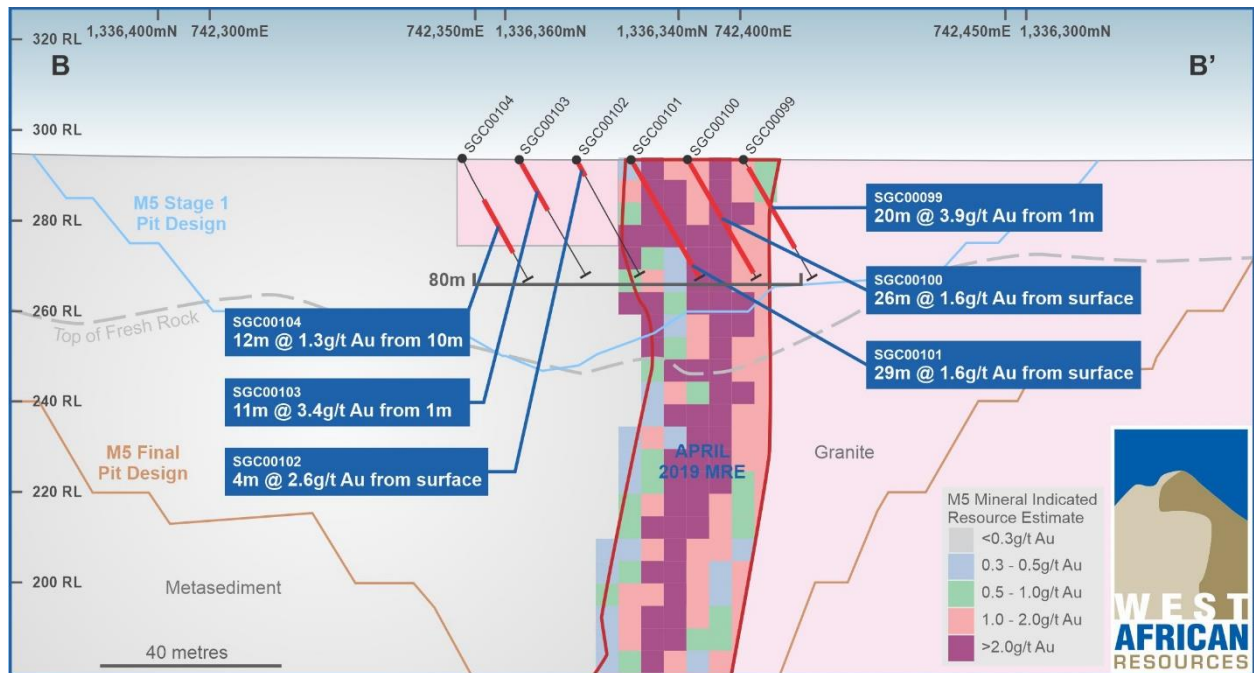 320 RL
1,336,400mN
742,300mE
742,350mE
1,336,360mN
1,336,340mN
742,400mE
742,450mE
1,336,300mN
B
B'
SGC00104
SGC00103
SGC00102
SGC00101
SGC00100
SGC00099
300 RL
M5 Stage 1
Pit Design
280 RL
SGC00099
20m @ 3.9g/t Au from 1m
80m
SGC00100
26m @ 1.6g/t Au from surface
260 RL
Top of Fresh Rock
SGC00104
12m @ 1.3g/t Au from 10m
SGC00101
29m @ 1.6g/t Au from surface
SGC00103
11m @ 3.4g/t Au from 1m
240 RL
M5 Final
Pit Design
SGC00102
4m @ 2.6g/t Au from surface
APRIL
2019 MRE
Granite
220 RL
M5 Mineral Indicated
Resource Estimate
<0.3g/t Au
0.3 - 0.5g/t Au
0.5 - 1.0g/t Au
1.0 - 2.0g/t Au
>2.0g/t Au
200 RL
Metasediment
40 metres
WEST
AFRICAN
RESOURCES